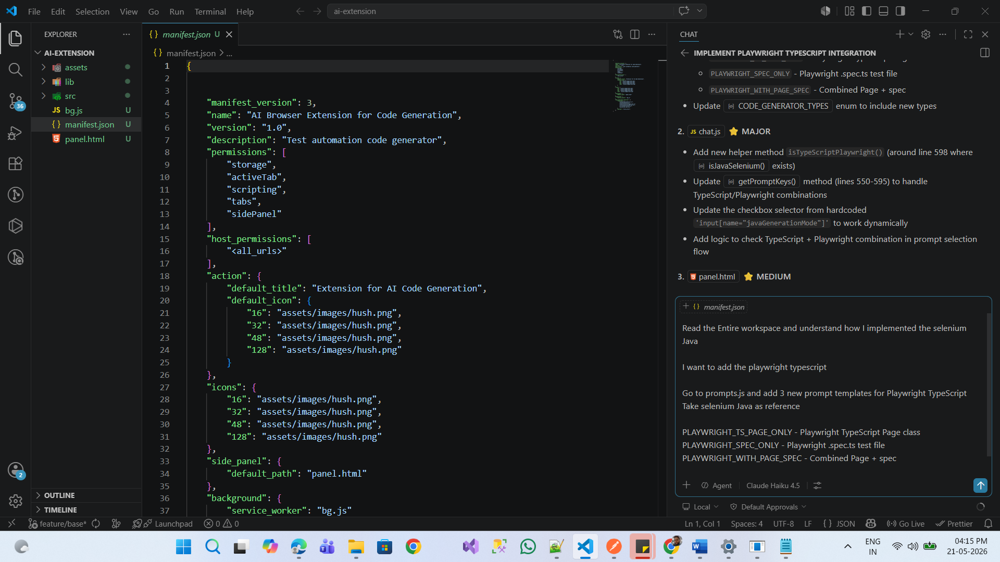 File Edit Selection View Go Run Terminal Help
ai-extension
EXPLORER
AI-EXTENSION
assets
lib
src
JS bg.js U
{} manifest.json U
panel.html U
OUTLINE
TIMELINE
36
2
{} manifest.json U
{} manifest.json > ...
1 {
2
3
4 "manifest_version": 3,
5 "name": "AI Browser Extension for Code Generation",
6 "version": "1.0",
7 "description": "Test automation code generator",
8 "permissions": [
9 "storage",
10 "activeTab",
11 "scripting",
12 "tabs",
13 "sidePanel"
14 ],
15 "host_permissions": [
16 "<all_urls>"
17 ],
18 "action": {
19 "default_title": "Extension for AI Code Generation",
20 "default_icon": {
21 "16": "assets/images/hush.png",
22 "32": "assets/images/hush.png",
23 "48": "assets/images/hush.png",
24 "128": "assets/images/hush.png"
25 }
26 },
27 "icons": {
28 "16": "assets/images/hush.png",
29 "32": "assets/images/hush.png",
30 "48": "assets/images/hush.png",
31 "128": "assets/images/hush.png"
32 },
33 "side_panel": {
34 "default_path": "panel.html"
35 },
36 "background": {
37 "service_worker": "bg.js"
CHAT
IMPLEMENT PLAYWRIGHT TYPESCRIPT INTEGRATION
PLAYWRIGHT_SPEC_ONLY - Playwright .spec.ts test file
PLAYWRIGHT_WITH_PAGE_SPEC - Combined Page + spec
Update CODE_GENERATOR_TYPES enum to include new types
2. JS chat.js MAJOR
Add new helper method isTypeScriptPlaywright() (around line 598 where
isJavaSelenium() exists)
Update getPromptKeys() method (lines 550-595) to handle
TypeScript/Playwright combinations
Update the checkbox selector from hardcoded
'input[name="javaGenerationMode"]' to work dynamically
Add logic to check TypeScript + Playwright combination in prompt selection
flow
3. panel.html MEDIUM
+ {} manifest.json
Read the Entire workspace and understand how I implemented the selenium
Java
I want to add the playwright typescript
Go to prompts.js and add 3 new prompt templates for Playwright TypeScript
Take selenium Java as reference
PLAYWRIGHT_TS_PAGE_ONLY - Playwright TypeScript Page class
PLAYWRIGHT_SPEC_ONLY - Playwright .spec.ts test file
PLAYWRIGHT_WITH_PAGE_SPEC - Combined Page + spec
Agent Claude Haiku 4.5
Local Default Approvals
feature/base* Launchpad 0 0
Ln 1, Col 1 Spaces: 4 UTF-8 LF {} JSON Go Live Prettier
ENG
IN
04:15 PM
21-05-2026